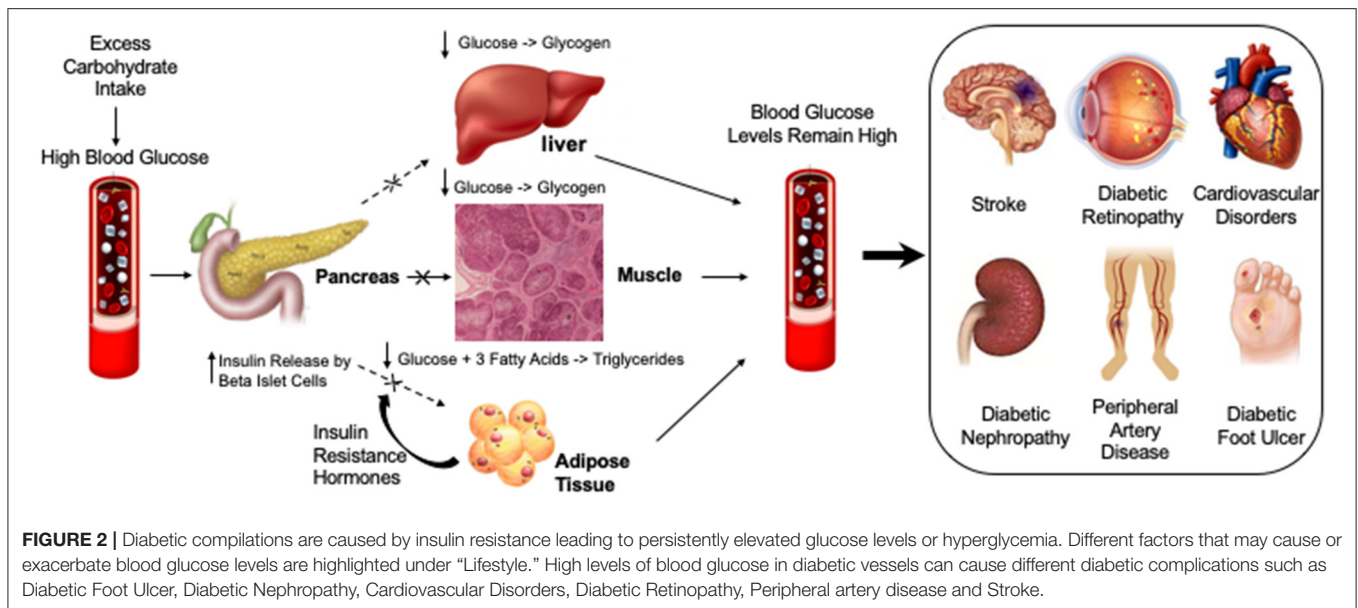 Excess
Carbohydrate
Intake
High Blood Glucose
Glucose -> Glycogen
liver
Glucose -> Glycogen
Pancreas
Muscle
Insulin Release by
Beta Islet Cells
Glucose + 3 Fatty Acids -> Triglycerides
Insulin
Resistance
Hormones
Adipose
Tissue
Blood Glucose
Levels Remain High
Stroke
Diabetic
Retinopathy
Cardiovascular
Disorders
Diabetic
Nephropathy
Peripheral
Artery
Disease
Diabetic
Foot Ulcer
FIGURE 2 | Diabetic compilations are caused by insulin resistance leading to persistently elevated glucose levels or hyperglycemia. Different factors that may cause or
exacerbate blood glucose levels are highlighted under “Lifestyle.” High levels of blood glucose in diabetic vessels can cause different diabetic complications such as
Diabetic Foot Ulcer, Diabetic Nephropathy, Cardiovascular Disorders, Diabetic Retinopathy, Peripheral artery disease and Stroke.